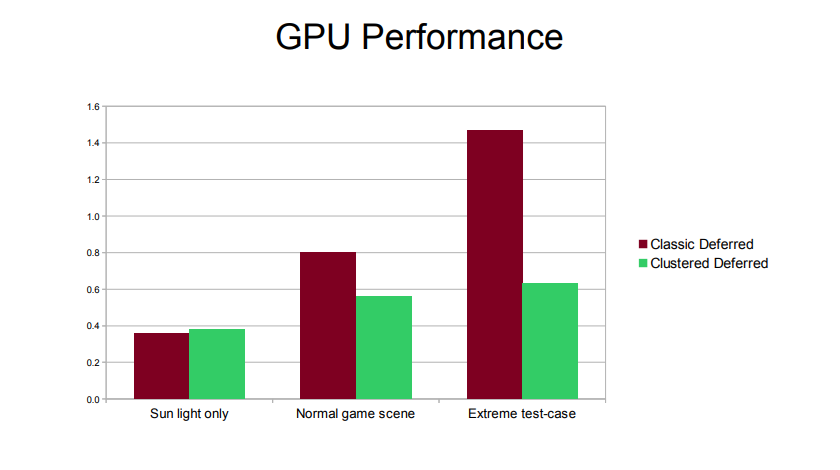 GPU Performance
1.6
1.4
1.2
1.0
0.8
0.6
0.4
0.2
0.0
Sun light only
Normal game scene
Extreme test-case
Classic Deferred
Clustered Deferred